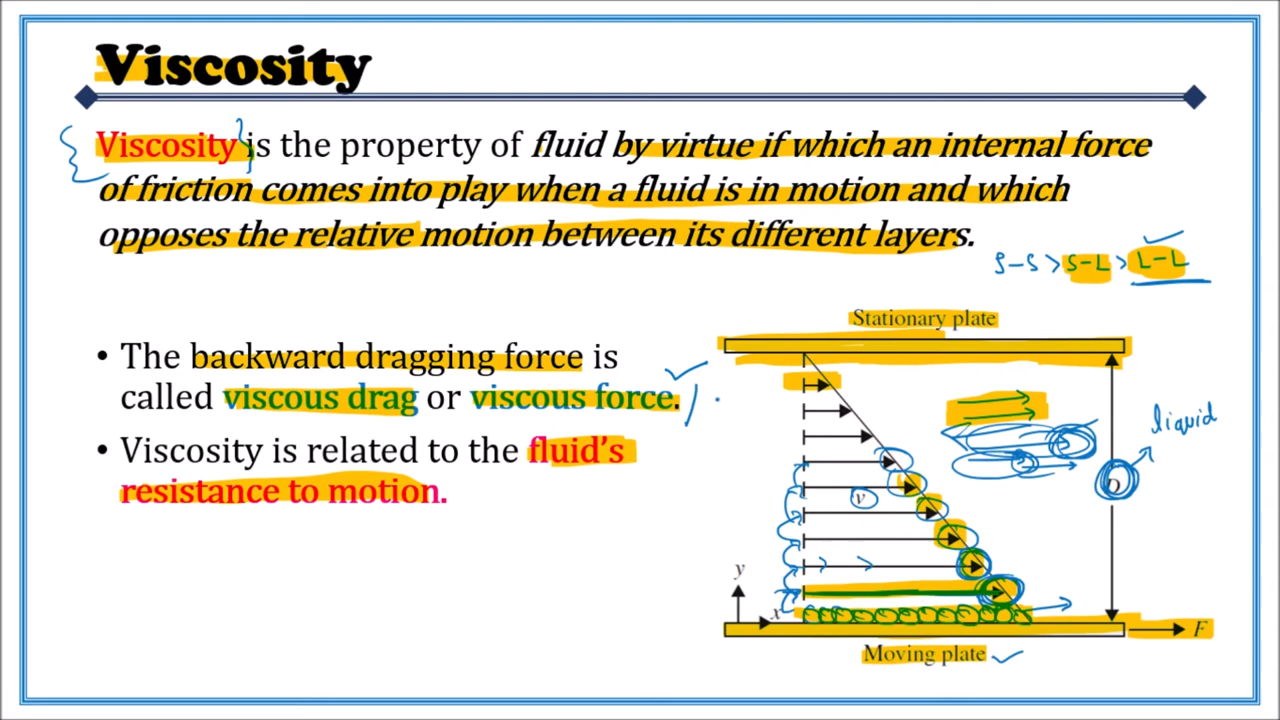 Viscosity
Viscosity is the property of fluid by virtue if which an internal force
of friction comes into play when a fluid is in motion and which
opposes the relative motion between its different layers.
S-S > S-L > L-L
Stationary plate
• The backward dragging force is
called viscous drag or viscous force.
• Viscosity is related to the fluid's
resistance to motion.
liquid
v
D
y
x
F
Moving plate